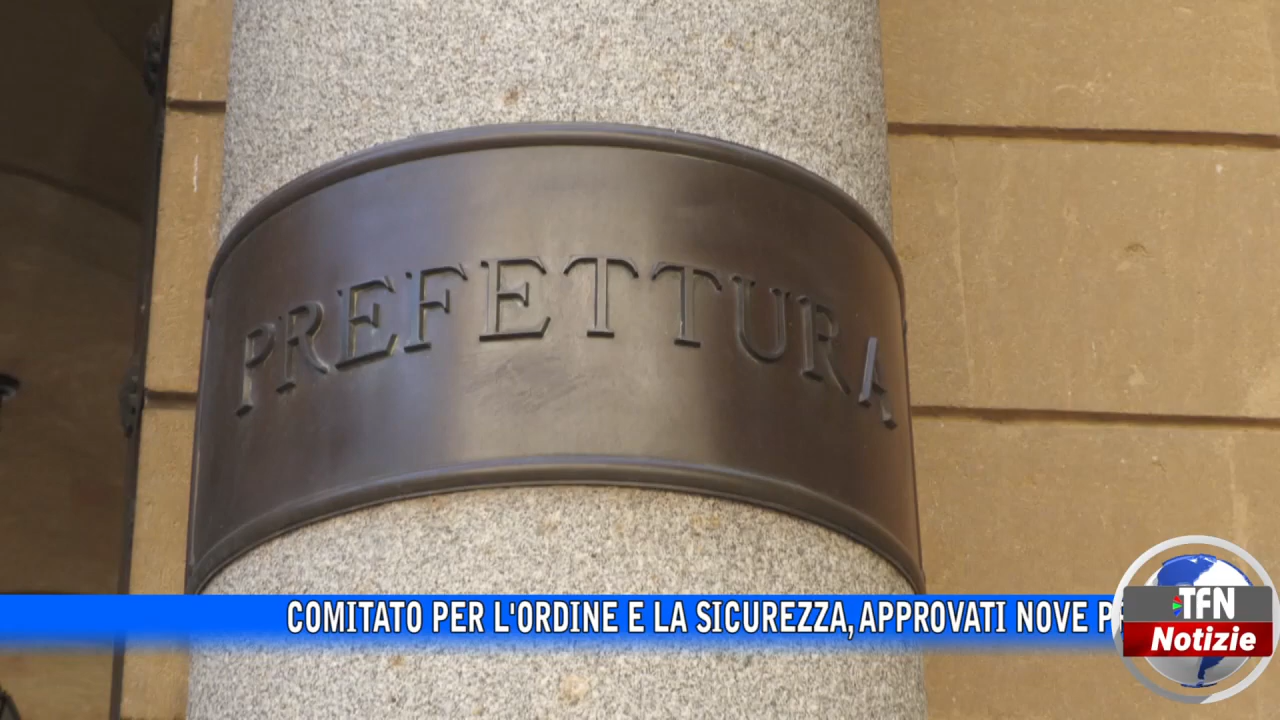 PREFETTURA
COMITATO PER L'ORDINE E LA SICUREZZA, APPROVATI NOVE
TFN
Notizie